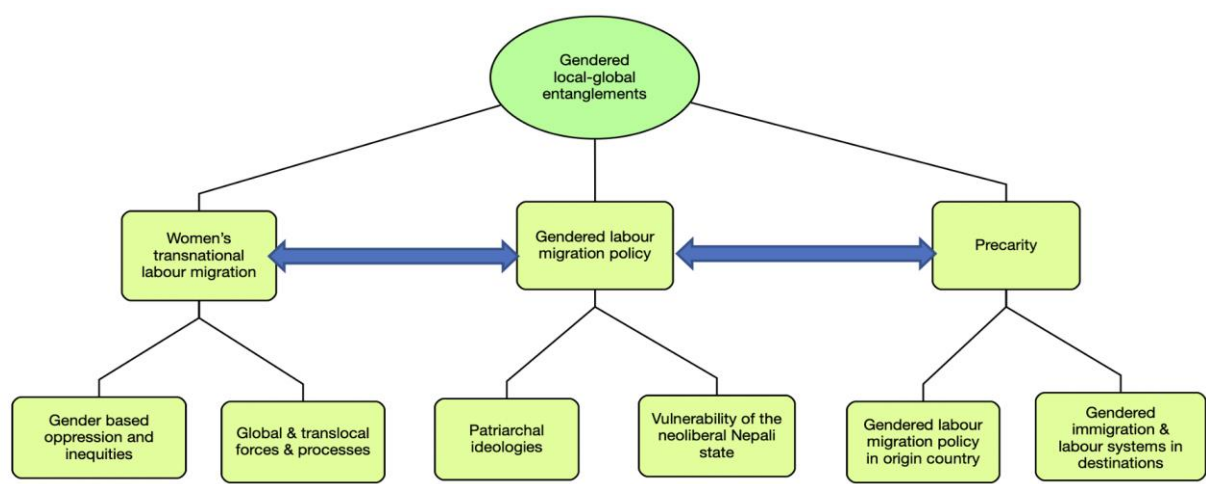 Gendered
local-global
entanglements
Women's
transnational
labour migration
Gendered labour
migration policy
Precarity
Gender based
oppression and
inequities
Global & translocal
forces & processes
Patriarchal
ideologies
Vulnerability of the
neoliberal Nepali
state
Gendered labour
migration policy
in origin country
Gendered
immigration &
labour systems in
destinations